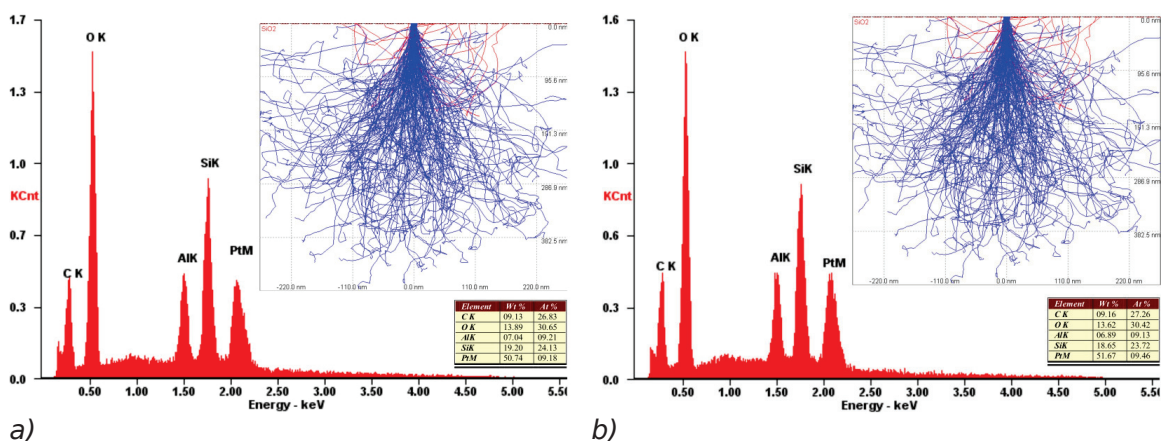 1.7
1.3
1.0
KCnt
0.7
0.3
0.0
C K
O K
AlK
SiK
PtM
0.50 1.00 1.50 2.00 2.50 3.00 3.50 4.00 4.50 5.00 5.5
Energy - keV
SiO2
0.0 nm
95.6 nm
191.3 nm
286.9 nm
382.5 nm
-220.0 nm -110.0 nm 0.0 nm 110.0 nm 220.0 nm
Element Wt % At %
C K 09.13 26.83
O K 13.89 30.65
AlK 07.04 09.21
SiK 19.20 24.13
PtM 50.74 09.18
a)
1.6
1.3
1.0
KCnt
0.6
0.3
0.0
C K
O K
AlK
SiK
PtM
0.50 1.00 1.50 2.00 2.50 3.00 3.50 4.00 4.50 5.00 5.50
Energy - keV
SiO2
0.0 nm
95.6 nm
191.3 nm
286.9 nm
382.5 nm
-220.0 nm -110.0 nm 0.0 nm 110.0 nm 220.0 nm
Element Wt % At %
C K 09.16 27.26
O K 13.62 30.42
AlK 06.89 09.13
SiK 18.65 23.72
PtM 51.67 09.46
b)